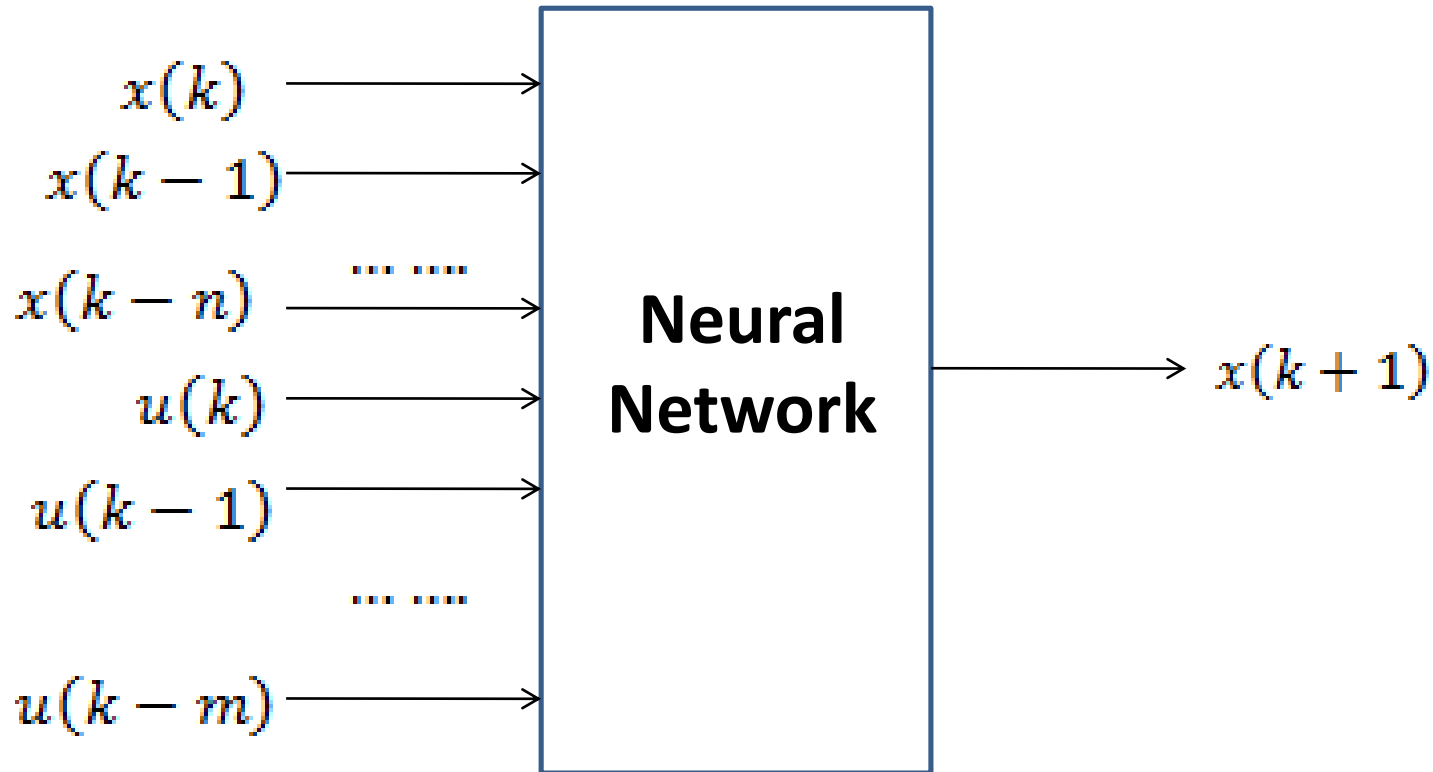 x(k)
x(k − 1)
... ....
x(k − n)
u(k)
u(k − 1)
... ....
u(k − m)
Neural
Network
x(k + 1)